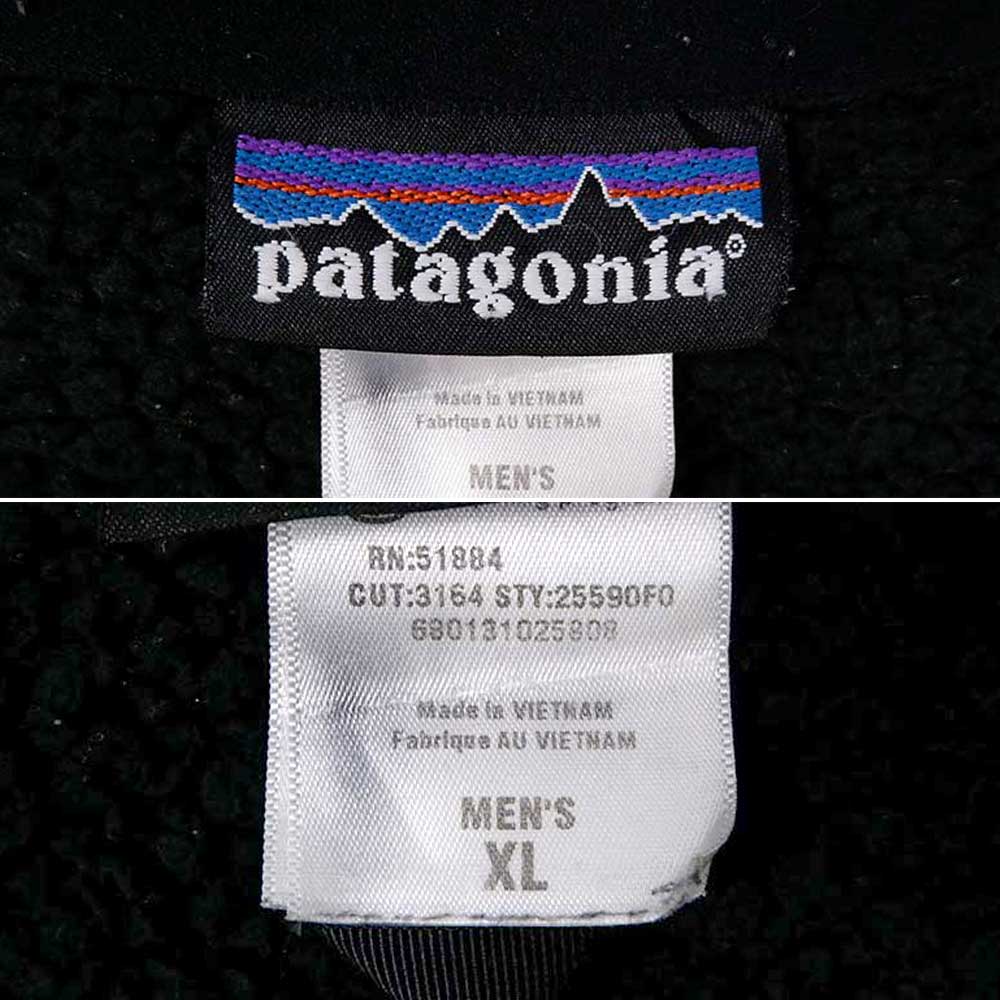 patagonia®
Made in VIETNAM
Fabrique AU VIETNAM
MEN'S
RN:51884
CUT:3164 STY:25590F0
680131025808
Made in VIETNAM
Fabrique AU VIETNAM
MEN'S
XL